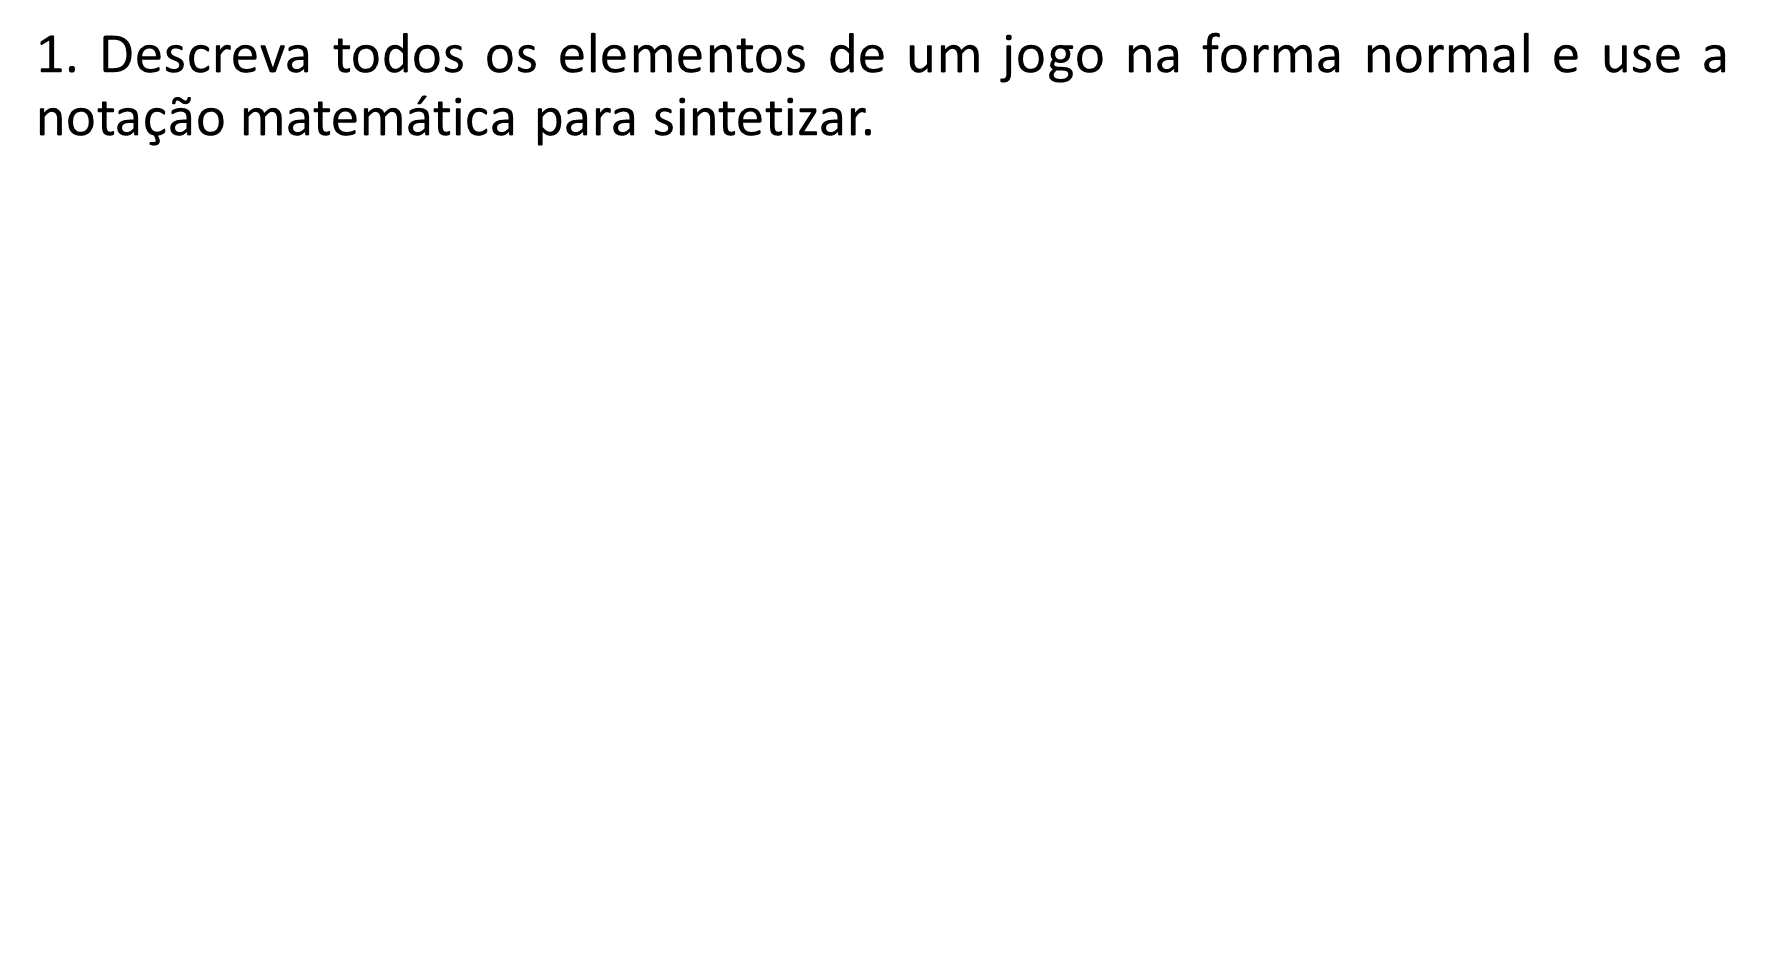 1. Descreva todos os elementos de um jogo na forma normal e use a
notação matemática para sintetizar.